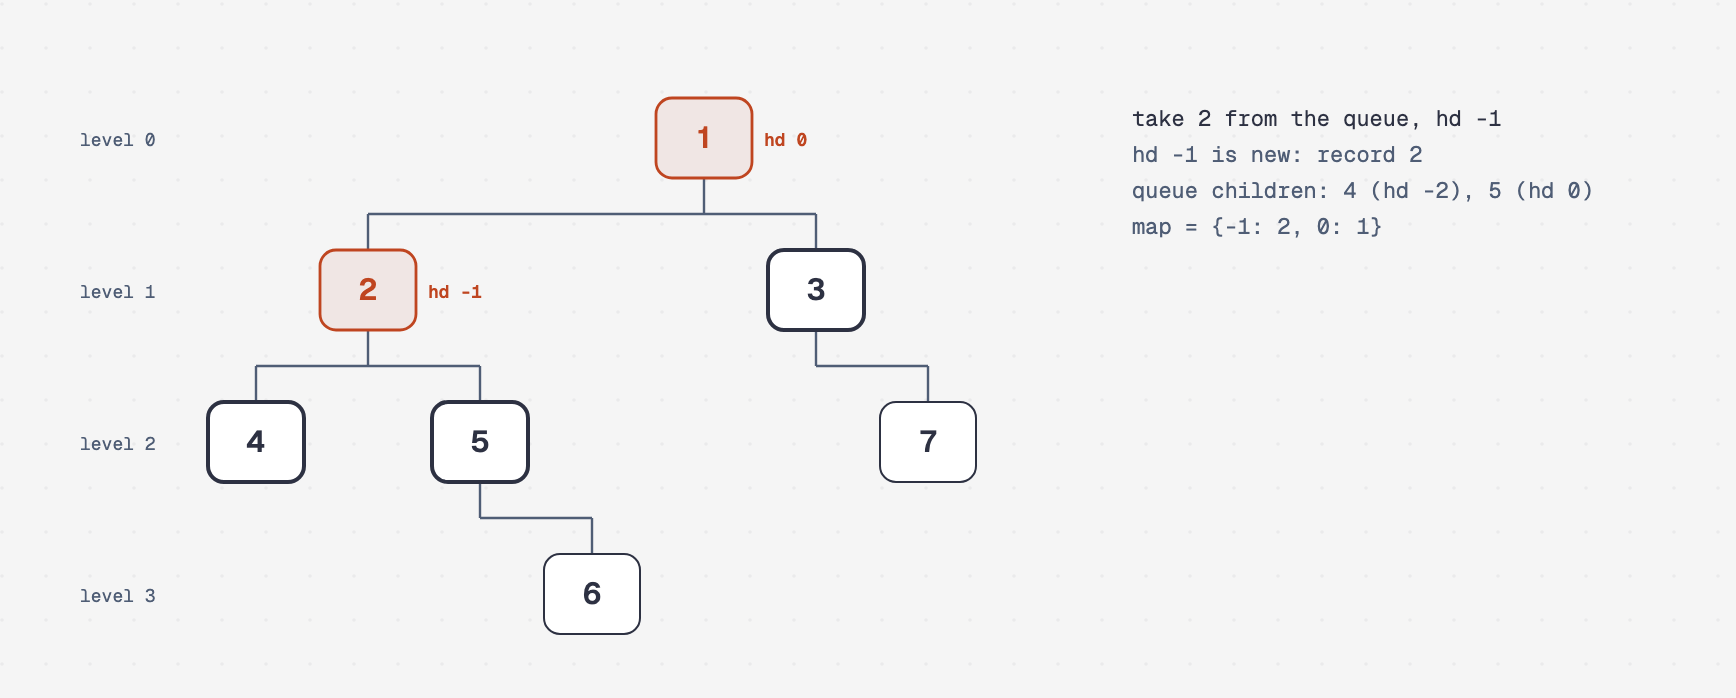 level 0
1
hd 0
take 2 from the queue, hd -1
hd -1 is new: record 2
queue children: 4 (hd -2), 5 (hd 0)
map = {-1: 2, 0: 1}
level 1
2
hd -1
3
level 2
4
5
7
level 3
6